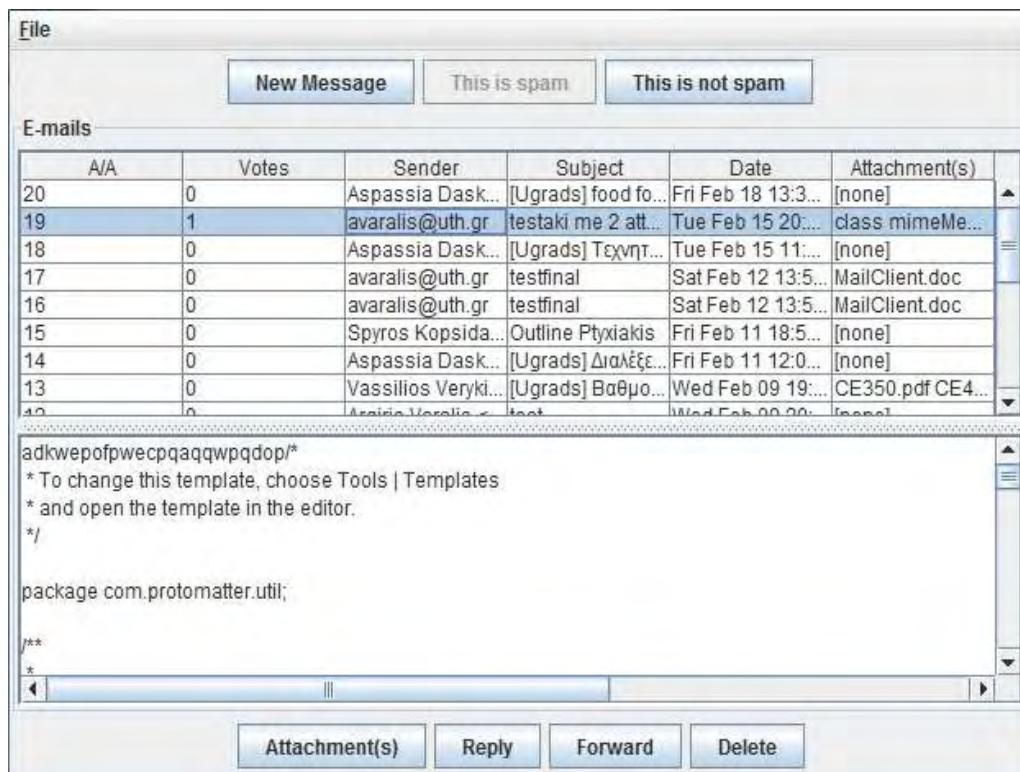 File
New Message This is spam This is not spam
E-mails
A/A Votes Sender Subject Date Attachment(s)
20 0 Aspassia Dask... [Ugrads] food fo... Fri Feb 18 13:3... [none]
19 1 avaralis@uth.gr testaki me 2 att... Tue Feb 15 20:... class mimeMe...
18 0 Aspassia Dask... [Ugrads] Τεχνητ... Tue Feb 15 11:... [none]
17 0 avaralis@uth.gr testfinal Sat Feb 12 13:5... MailClient.doc
16 0 avaralis@uth.gr testfinal Sat Feb 12 13:5... MailClient.doc
15 0 Spyros Kopsida... Outline Ptyxiakis Fri Feb 11 18:5... [none]
14 0 Aspassia Dask... [Ugrads] Διαλέξε... Fri Feb 11 12:0... [none]
13 0 Vassilios Veryki... [Ugrads] Βαθμο... Wed Feb 09 19:... CE350.pdf CE4...
adkwepofpwecpqaqqwpqdop/*
* To change this template, choose Tools | Templates
* and open the template in the editor.
*/
package com.protomatter.util;
/**
*
Attachment(s) Reply Forward Delete